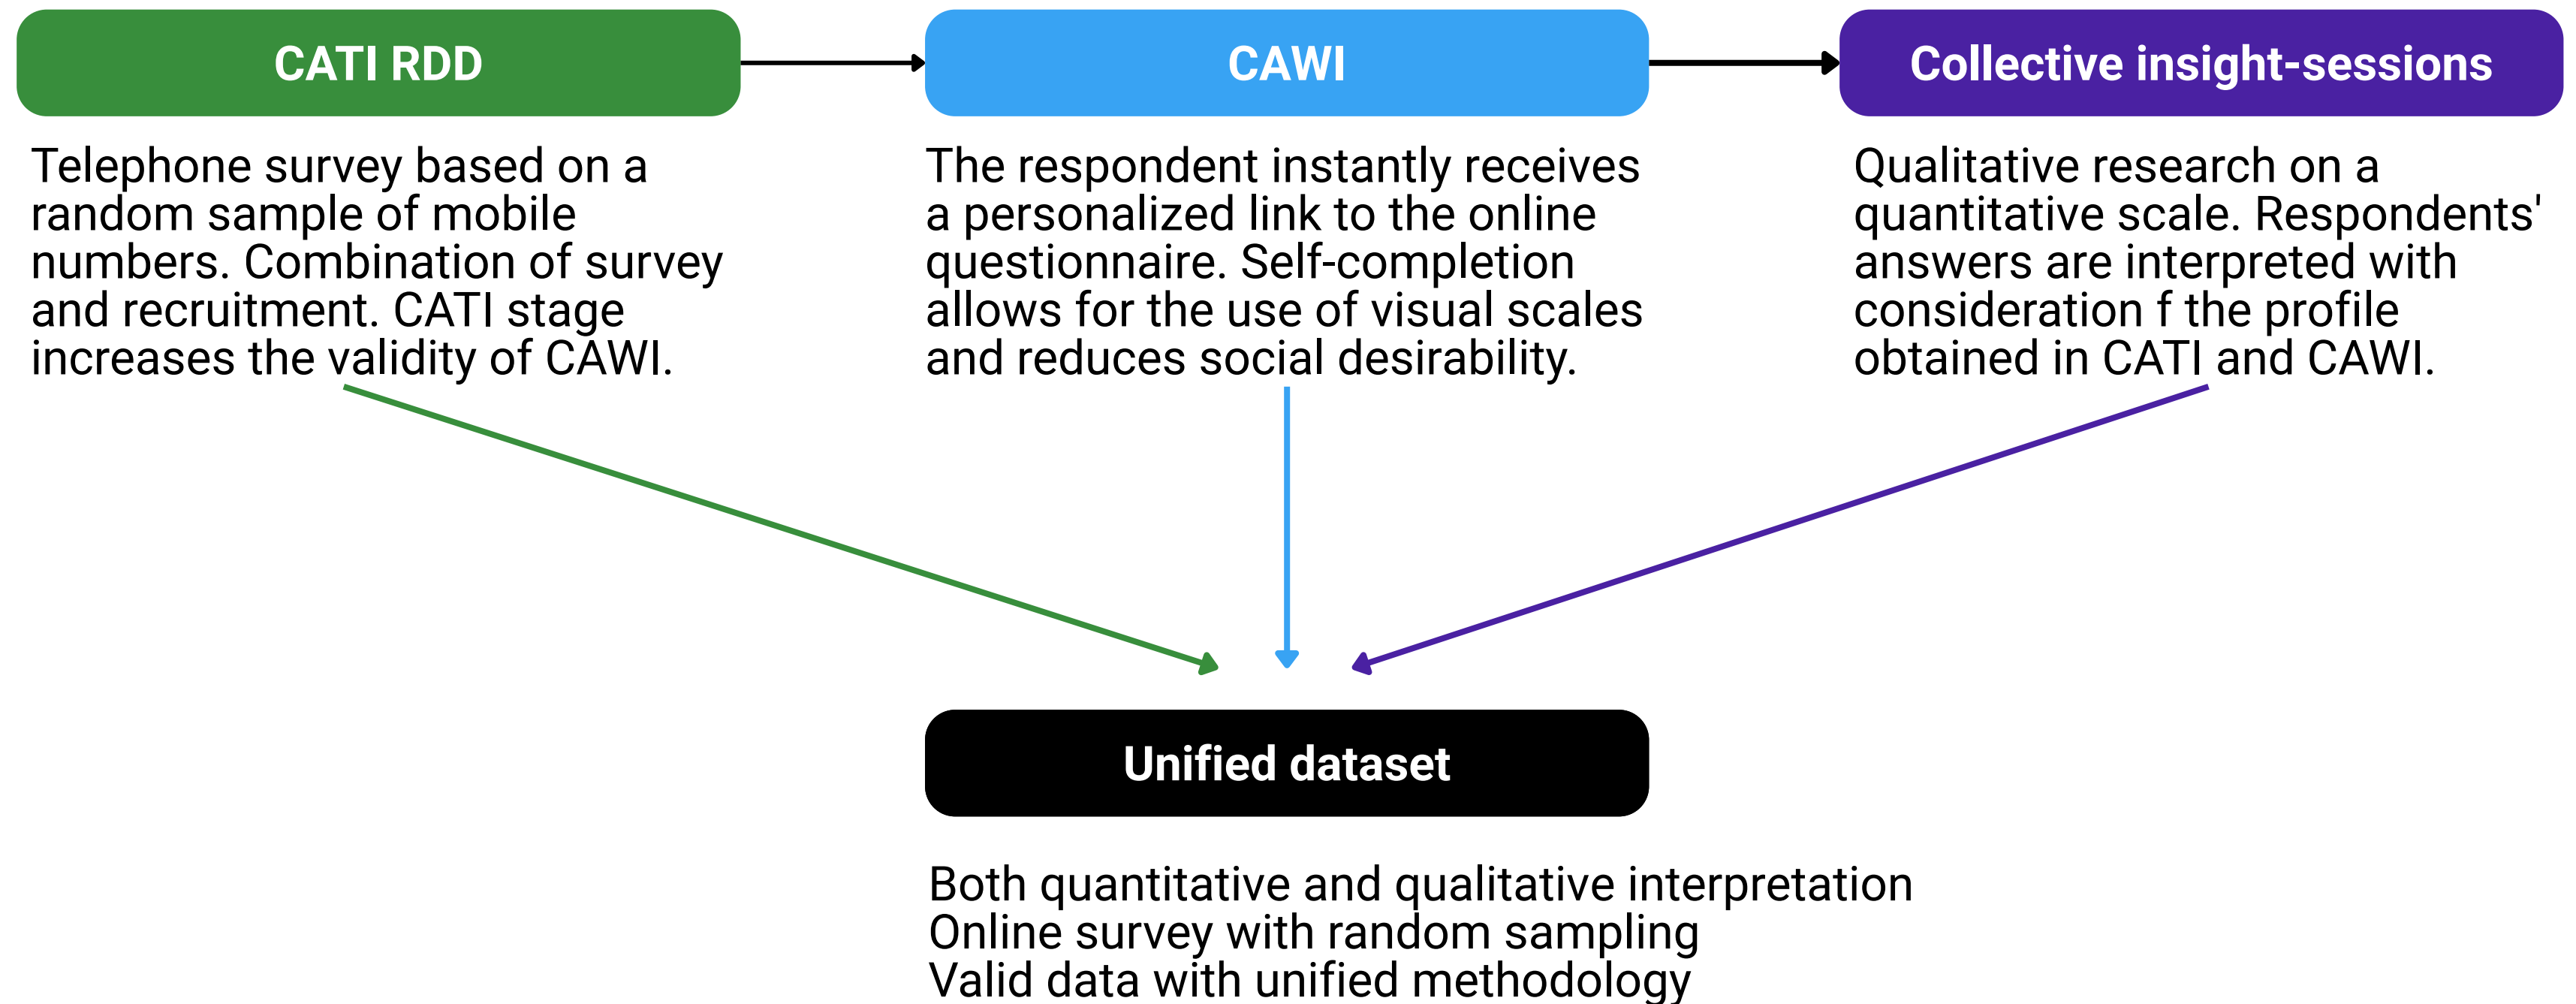 CATI RDD
Telephone survey based on a
random sample of mobile
numbers. Combination of survey
and recruitment. CATI stage
increases the validity of CAWI.
CAWI
The respondent instantly receives
a personalized link to the online
questionnaire. Self-completion
allows for the use of visual scales
and reduces social desirability.
Collective insight-sessions
Qualitative research on a
quantitative scale. Respondents'
answers are interpreted with
consideration f the profile
obtained in CATI and CAWI.
Unified dataset
Both quantitative and qualitative interpretation
Online survey with random sampling
Valid data with unified methodology